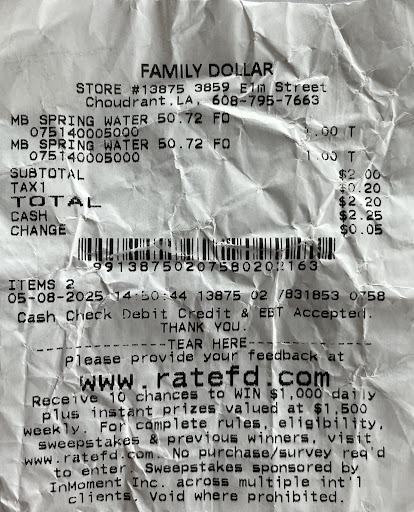 FAMILY DOLLAR
STORE #13875 3859 Elm Street
Choudrant.LA, 608-795-7663
MB SPRING WATER 50.72 FO
075140005000 1.00 T
MB SPRING WATER 50.72 FO
075140005000 1.00 T
SUBTOTAL $2.00
TAX1 $0.20
TOTAL $2.20
CASH $2.25
CHANGE $0.05
99138750207580202163
ITEMS 2
05-08-2025 14:50:44 13875 02 /831853 0758
Cash Check Debit Credit & EBT Accepted.
THANK YOU.
TEAR HERE
Please provide your feedback at
www.ratefd.com
Receive 10 chances to WIN $1,000 daily
plus instant prizes valued at $1,500
weekly. For complete rules, eligibility,
sweepstakes & previous winners, visit
www.ratefd.com. No purchase/survey req'd
to enter. Sweepstakes sponsored by
InMoment Inc. across multiple int'l
clients. Void where prohibited.